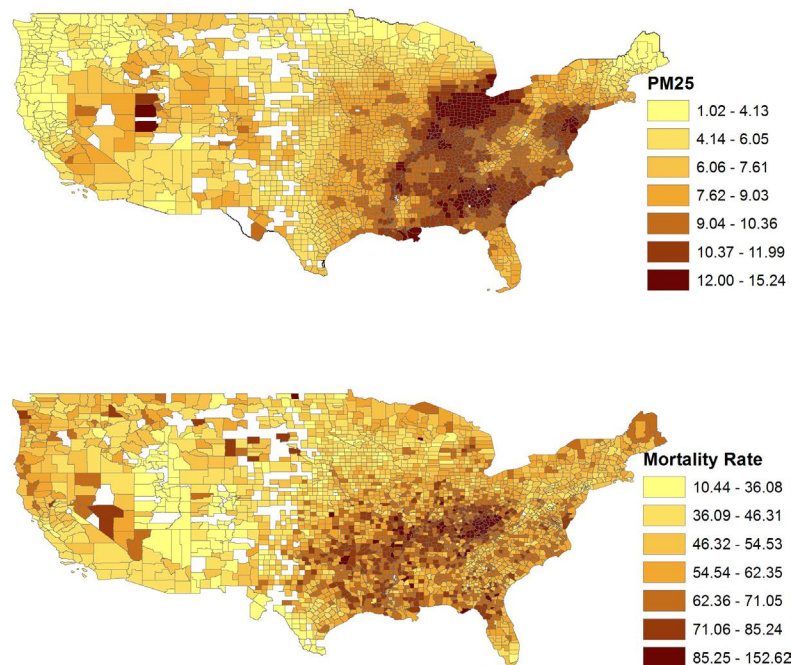 PM25
1.02 - 4.13
4.14 - 6.05
6.06 - 7.61
7.62 - 9.03
9.04 - 10.36
10.37 - 11.99
12.00 - 15.24
Mortality Rate
10.44 - 36.08
36.09 - 46.31
46.32 - 54.53
54.54 - 62.35
62.36 - 71.05
71.06 - 85.24
85.25 - 152.62